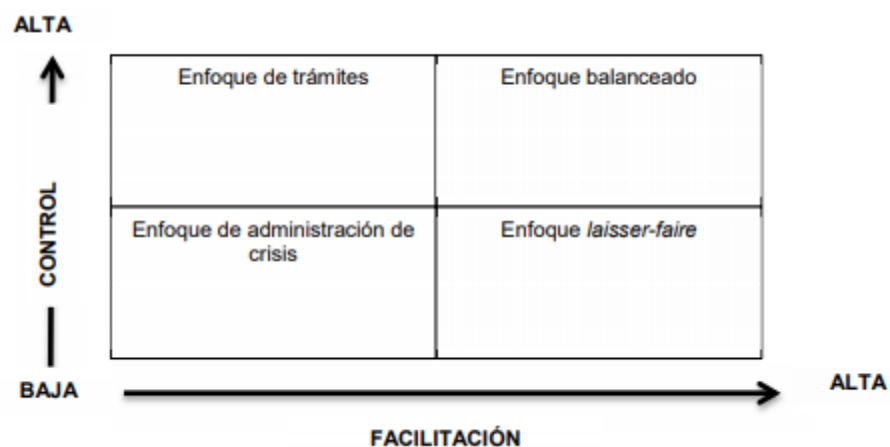 ALTA
Enfoque de trámites
Enfoque balanceado
CONTROL
Enfoque de administración de
crisis
Enfoque laisser-faire
BAJA
ALTA
FACILITACIÓN